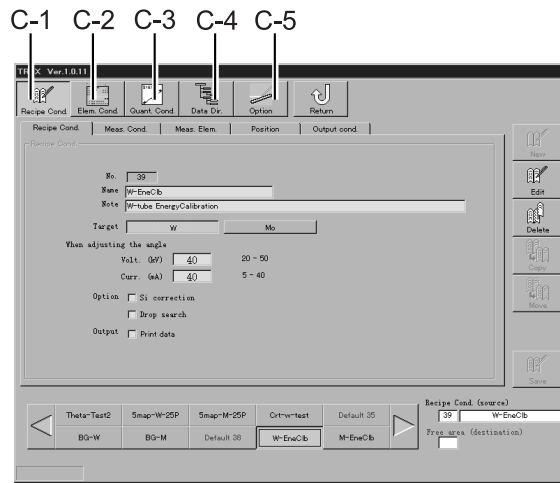 C-1 C-2 C-3 C-4 C-5
TREX Ver.1.0.11
Recipe Cond. Elem. Cond. Quant. Cond. Data Dir. Option Return
Recipe Cond. Meas. Cond. Meas. Elem. Position Output cond.
Recipe Cond.
New
No. 39
Name W-EneClb
Edit
Note W-tube EnergyCalibration
Target W Mo
Delete
When adjusting the angle
Volt. (kV) 40 20 - 50
Copy
Curr. (mA) 40 5 - 40
Option Si correction
Move
Drop search
Output Print data
Save
Theta-Test2 5map-W-25P 5map-M-25P Crt-w-test Default 35
BG-W BG-M Default 38 W-EneClb M-EneClb
Recipe Cond. (source)
39 W-EneClb
Free area (destination)